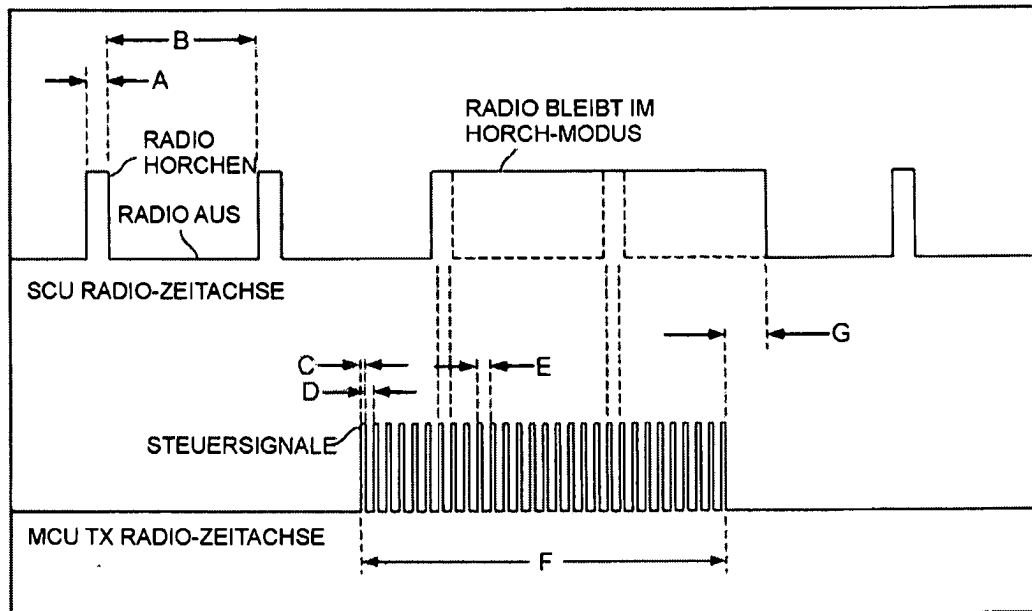 B
A
RADIO BLEIBT IM
HORCH-MODUS
RADIO
HORCHEN
RADIO AUS
SCU RADIO-ZEITACHSE
G
C
E
D
STEUERSIGNALE
MCU TX RADIO-ZEITACHSE
F